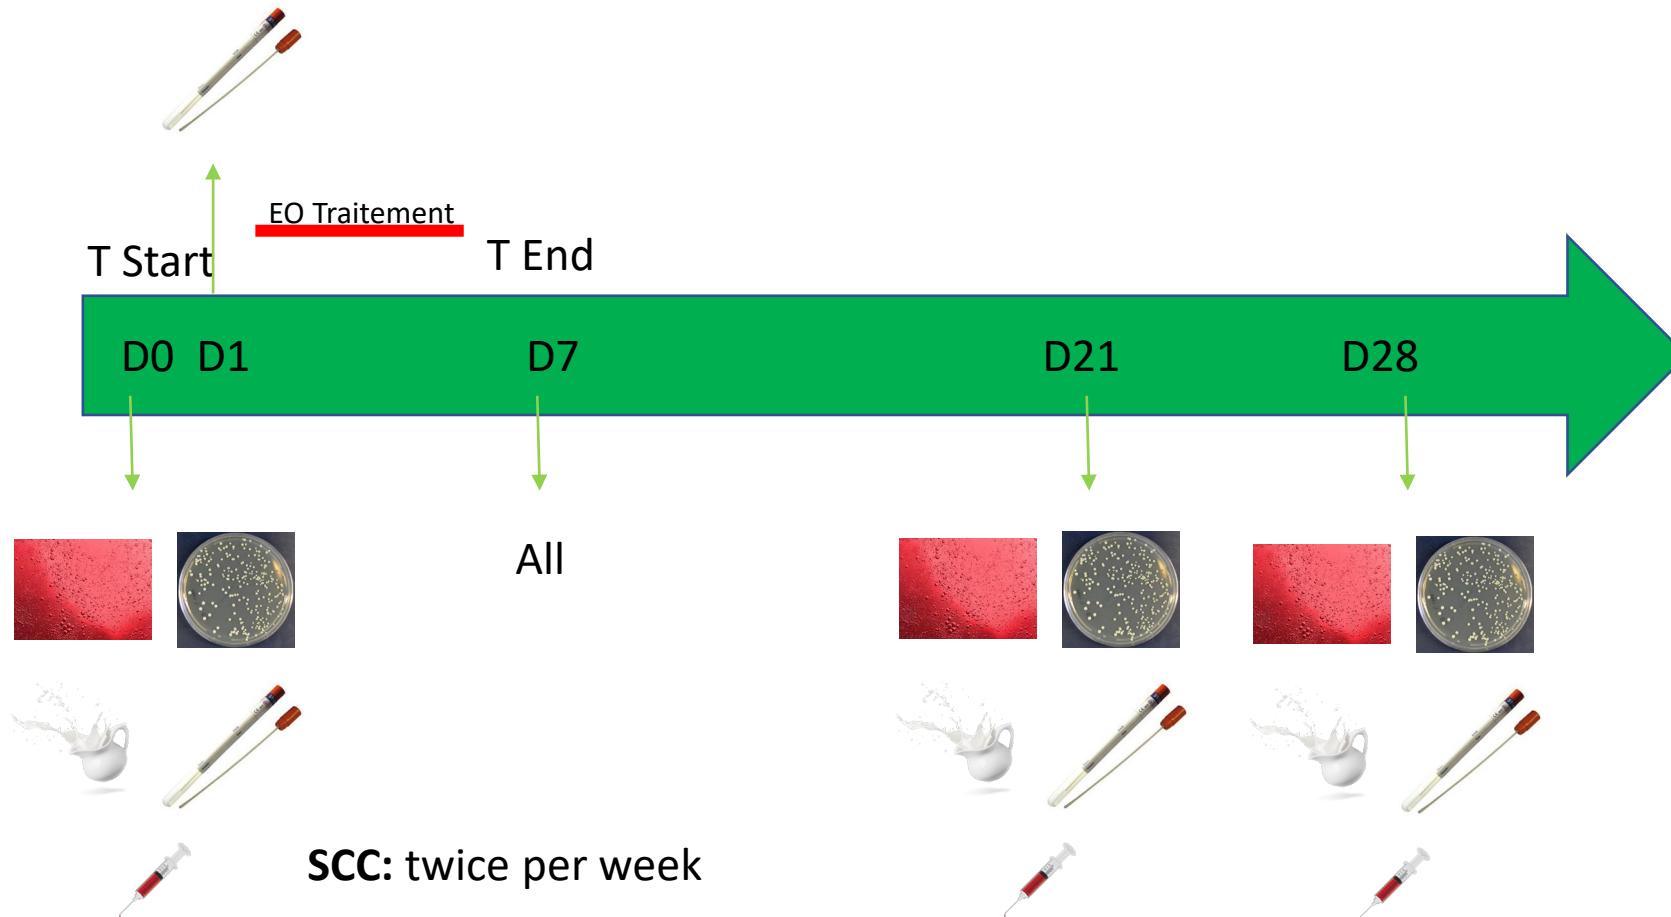 EO Traitement
T Start
T End
D0 D1 D7 D21 D28
All
SCC: twice per week